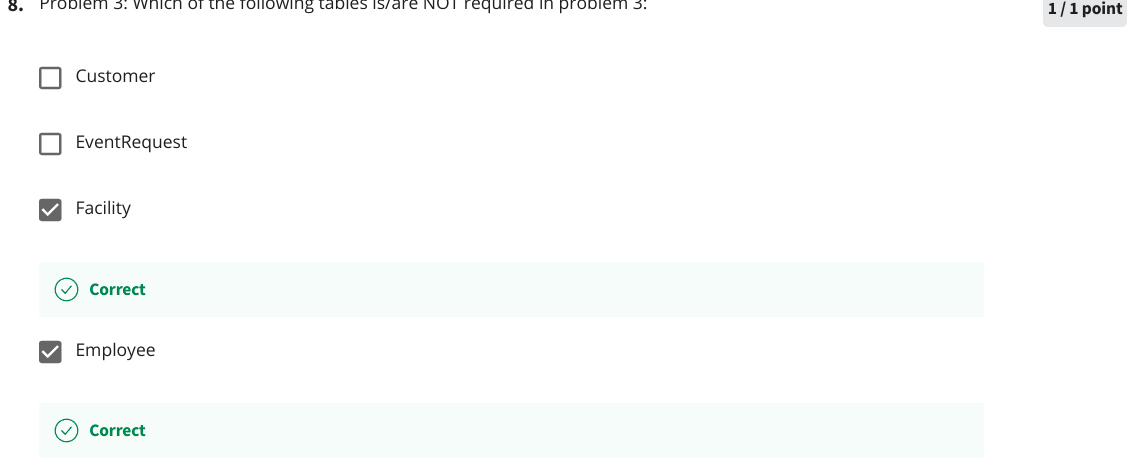 8. Problem 3: Which of the following tables is/are NOT required in problem 3:
1 / 1 point
Customer
EventRequest
Facility
Correct
Employee
Correct